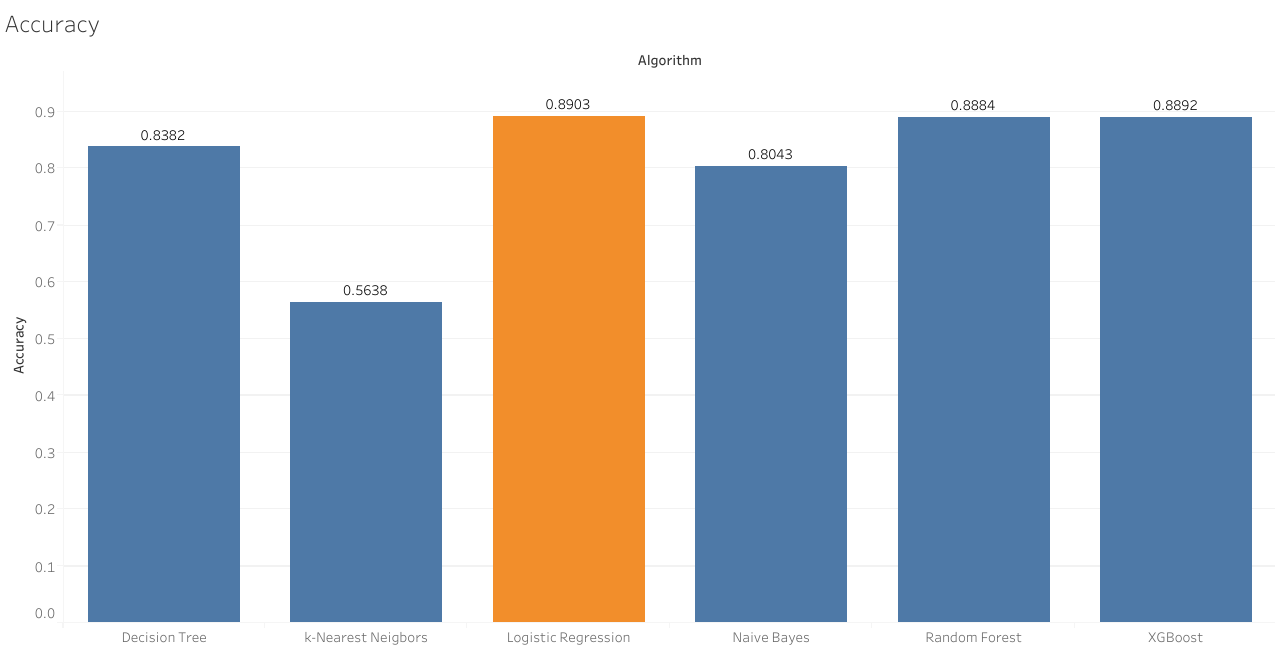 Accuracy
Algorithm
Accuracy
0.9
0.8
0.7
0.6
0.5
0.4
0.3
0.2
0.1
0.0
0.8382
0.5638
0.8903
0.8043
0.8884
0.8892
Decision Tree
k-Nearest Neigbors
Logistic Regression
Naive Bayes
Random Forest
XGBoost